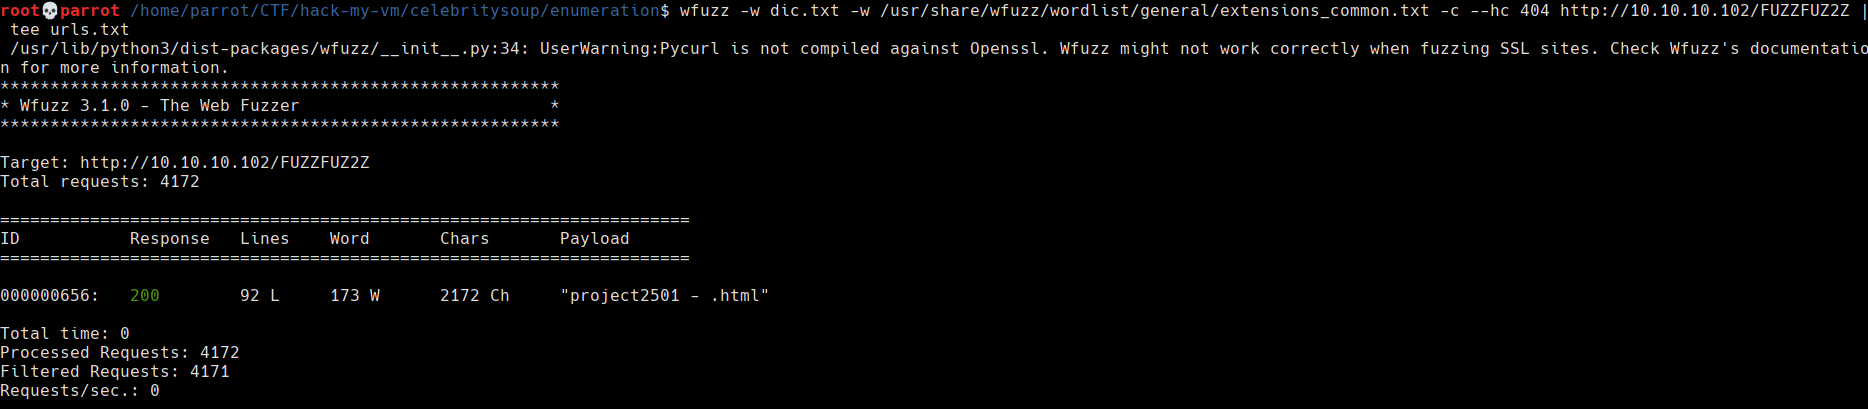 root💀parrot /home/parrot/CTF/hack-my-vm/celebritysoup/enumeration$ wfuzz -w dic.txt -w /usr/share/wfuzz/wordlist/general/extensions_common.txt -c --hc 404 http://10.10.10.102/FUZZFUZ2Z |
 tee urls.txt
 /usr/lib/python3/dist-packages/wfuzz/__init__.py:34: UserWarning:Pycurl is not compiled against Openssl. Wfuzz might not work correctly when fuzzing SSL sites. Check Wfuzz's documentatio
n for more information.
********************************************************
* Wfuzz 3.1.0 - The Web Fuzzer                         *
********************************************************

Target: http://10.10.10.102/FUZZFUZ2Z
Total requests: 4172

=====================================================================
ID           Response   Lines    Word       Chars       Payload
=====================================================================

000000656:   200        92 L     173 W      2172 Ch     "project2501 - .html"

Total time: 0
Processed Requests: 4172
Filtered Requests: 4171
Requests/sec.: 0